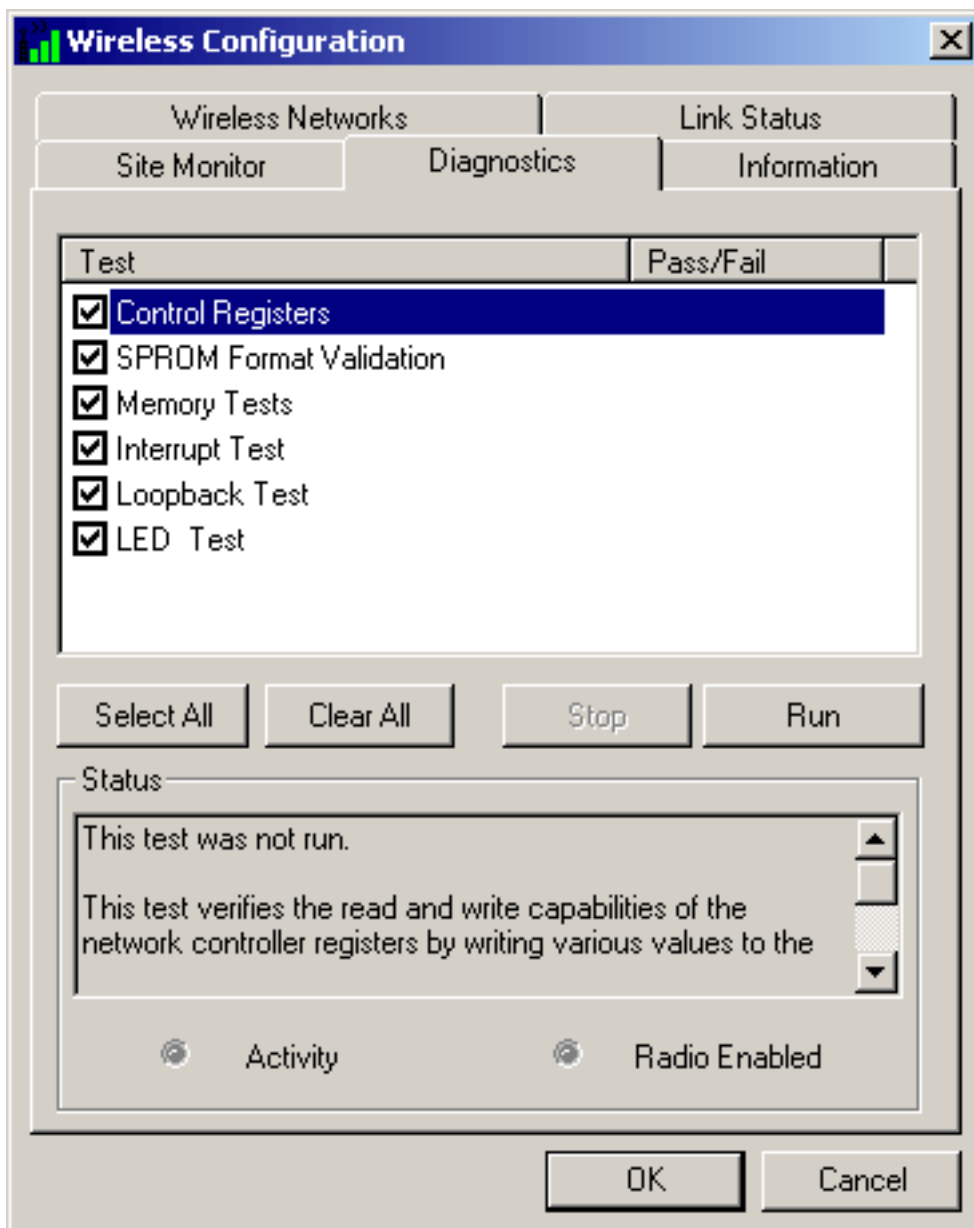 Wireless Configuration
Wireless Networks
Link Status
Site Monitor
Diagnostics
Information
Test
Pass/Fail
Control Registers
SPROM Format Validation
Memory Tests
Interrupt Test
Loopback Test
LED  Test
Select All
Clear All
Stop
Run
Status
This test was not run.
This test verifies the read and write capabilities of the
network controller registers by writing various values to the
Activity
Radio Enabled
OK
Cancel